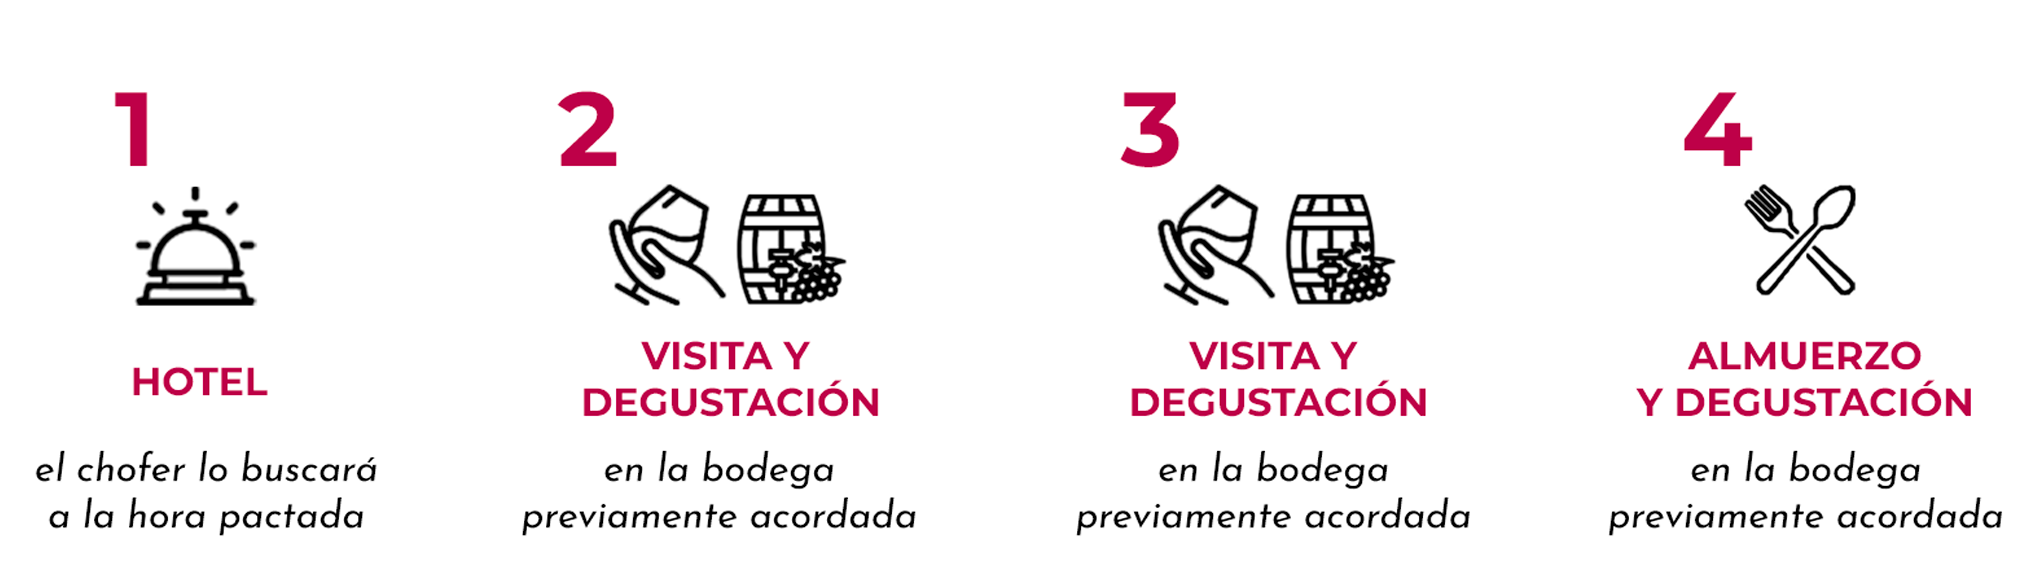 1
HOTEL
el chofer lo buscará
a la hora pactada
2
VISITA Y
DEGUSTACIÓN
en la bodega
previamente acordada
3
VISITA Y
DEGUSTACIÓN
en la bodega
previamente acordada
4
ALMUERZO
Y DEGUSTACIÓN
en la bodega
previamente acordada